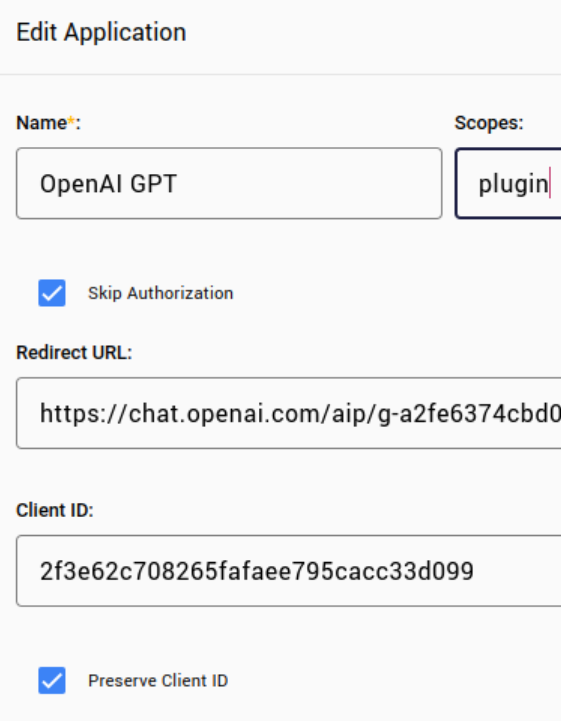 Edit Application
Name*: Scopes:
OpenAI GPT plugin
Skip Authorization
Redirect URL:
https://chat.openai.com/aip/g-a2fe6374cbd0
Client ID:
2f3e62c708265fafaee795cacc33d099
Preserve Client ID